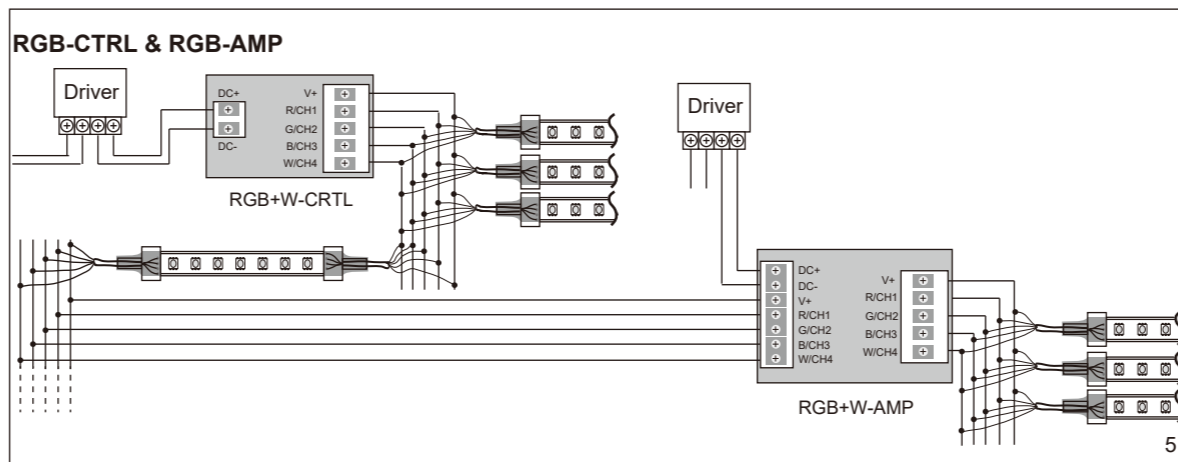 RGB-CTRL & RGB-AMP
Driver
DC+
DC-
V+
R/CH1
G/CH2
B/CH3
W/CH4
RGB+W-CRTL
Driver
DC+
DC-
V+
R/CH1
G/CH2
B/CH3
W/CH4
V+
R/CH1
G/CH2
B/CH3
W/CH4
RGB+W-AMP
5